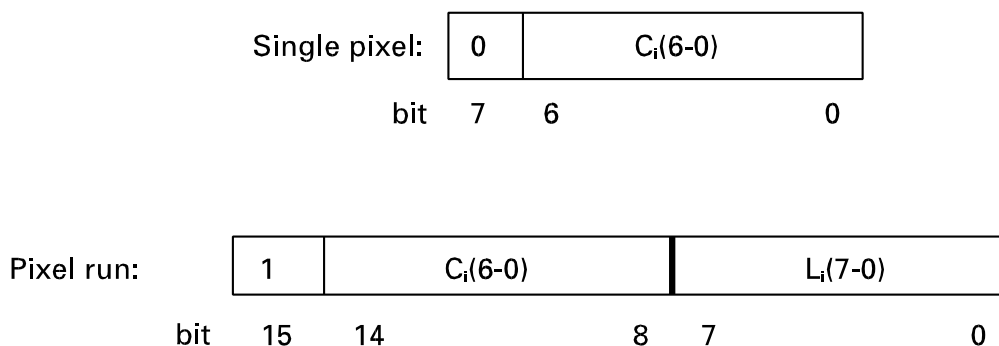 Single pixel: 0 Cᵢ(6-0)
bit 7 6 0
Pixel run: 1 Cᵢ(6-0) Lᵢ(7-0)
bit 15 14 8 7 0